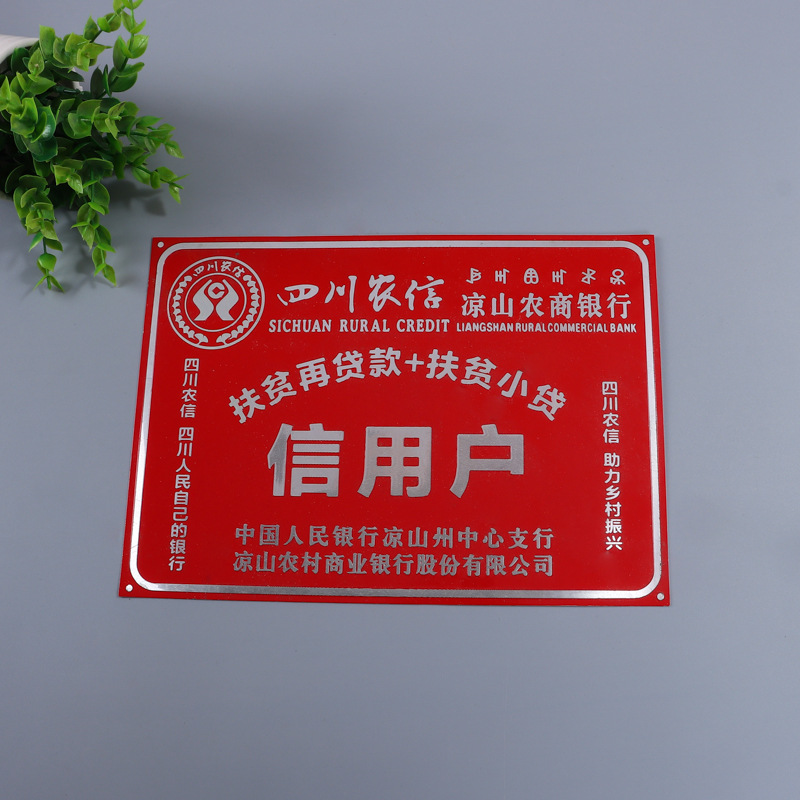 四川农信
四川农信
SICHUAN RURAL CREDIT
凉山农商银行
LIANGSHAN RURAL COMMERCIAL BANK
扶贫再贷款+扶贫小贷
信用户
四川农信 四川人民自己的银行
四川农信 助力乡村振兴
中国人民银行凉山州中心支行
凉山农村商业银行股份有限公司